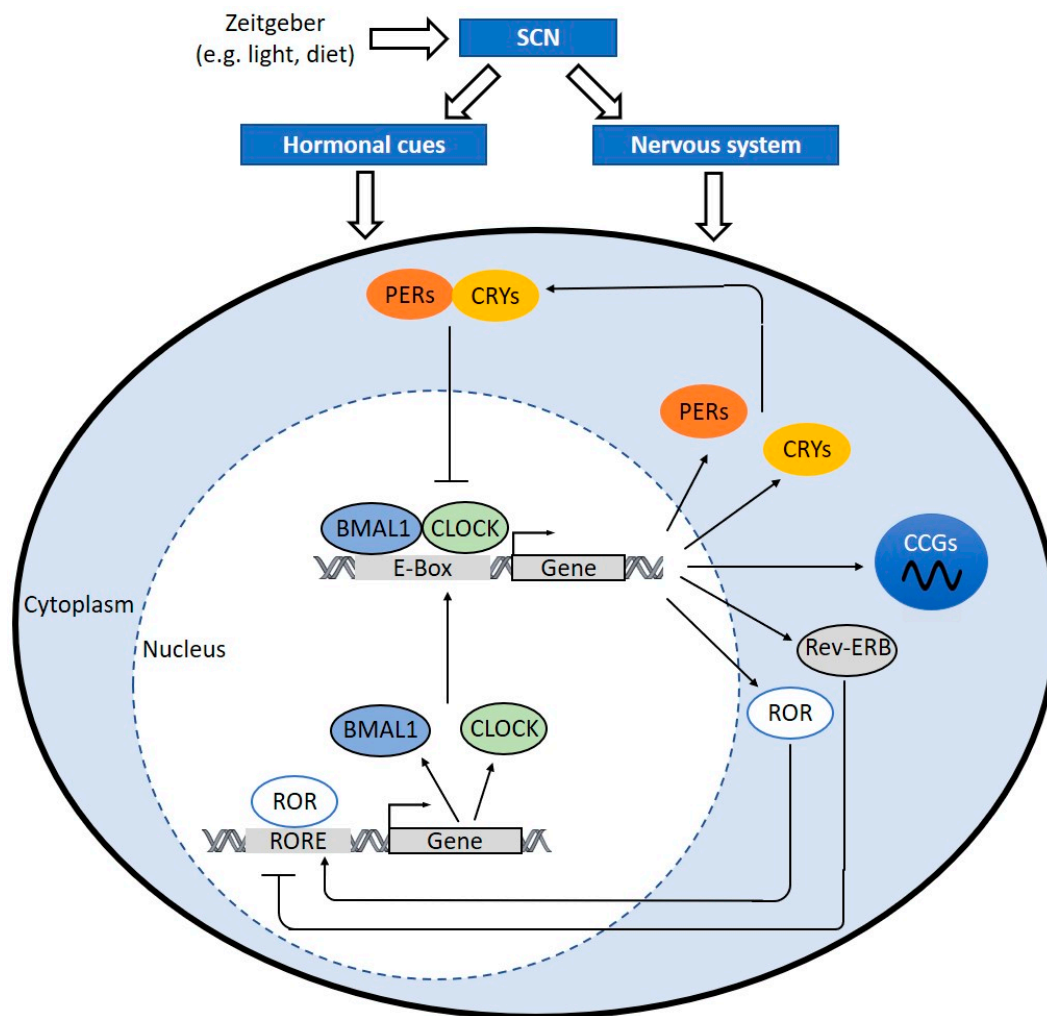 Zeitgeber
(e.g. light, diet)
SCN
Hormonal cues
Nervous system
PERs
CRYs
PERs
CRYs
BMAL1
CLOCK
E-Box
Gene
CCGs
Cytoplasm
Nucleus
Rev-ERB
ROR
BMAL1
CLOCK
ROR
RORE
Gene